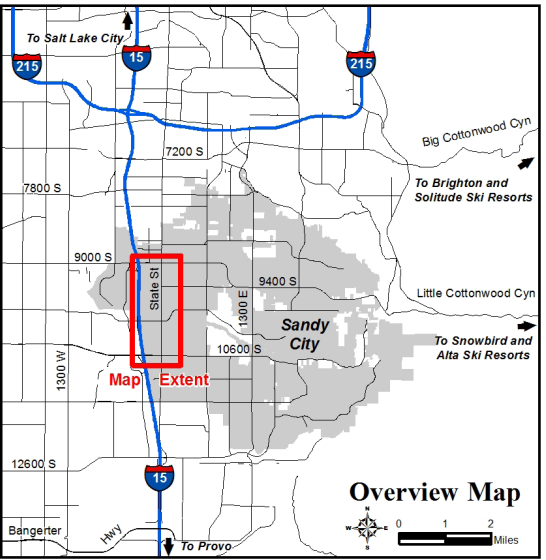 To Salt Lake City
215
15
215
Big Cottonwood Cyn
7200 S
7800 S
To Brighton and
Solitude Ski Resorts
9000 S
State St
9400 S
1300 E
Little Cottonwood Cyn
Sandy
City
To Snowbird and
Alta Ski Resorts
10600 S
1300 W
Map Extent
12600 S
15
Overview Map
N
W E
S
0 1 2
Miles
Bangerter Hwy
To Provo